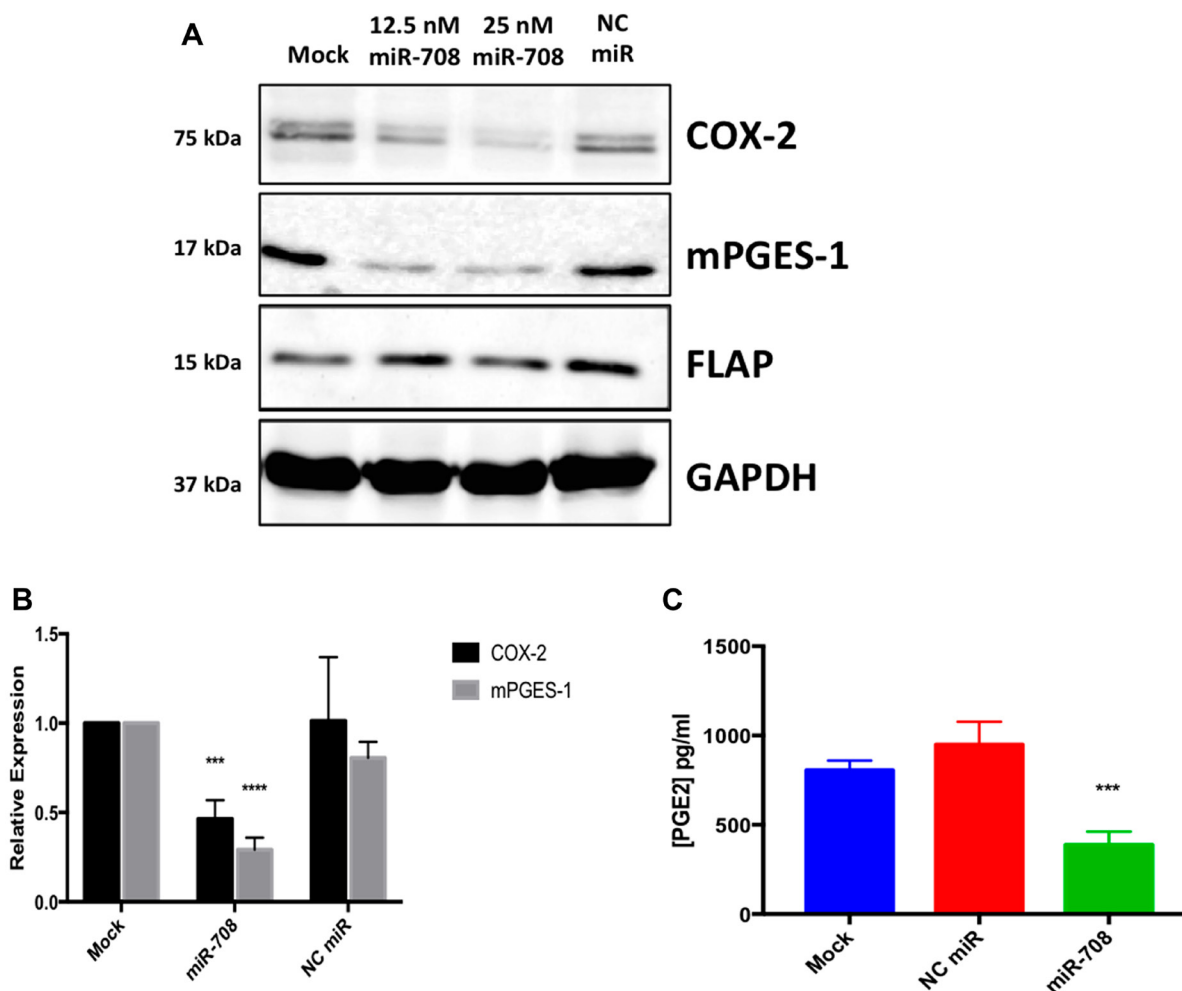 A
Mock
12.5 nM
miR-708
25 nM
miR-708
NC
miR
75 kDa
COX-2
17 kDa
mPGES-1
15 kDa
FLAP
37 kDa
GAPDH
B
Relative Expression
1.5
1.0
0.5
0.0
***
****
Mock
miR-708
NC miR
COX-2
mPGES-1
C
[PGE2] pg/ml
1500
1000
500
0
***
Mock
NC miR
miR-708